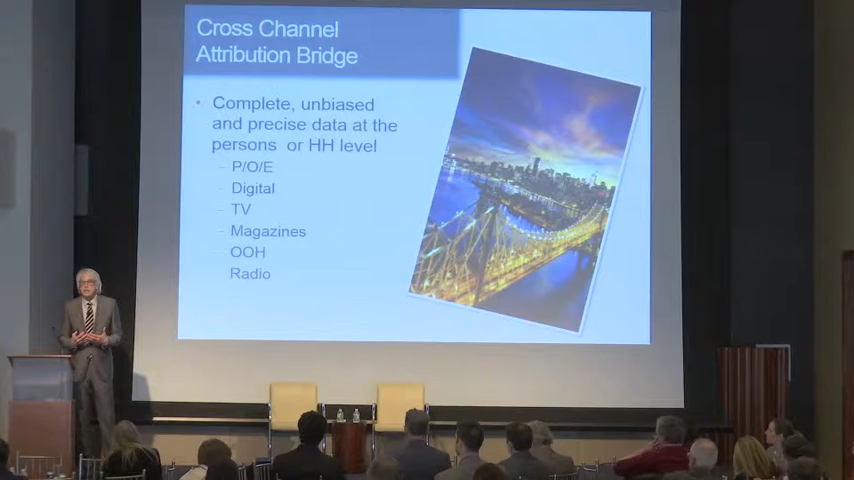 Cross Channel
Attribution Bridge
• Complete, unbiased
and precise data at the
persons or HH level
– P/O/E
– Digital
– TV
– Magazines
– OOH
Radio